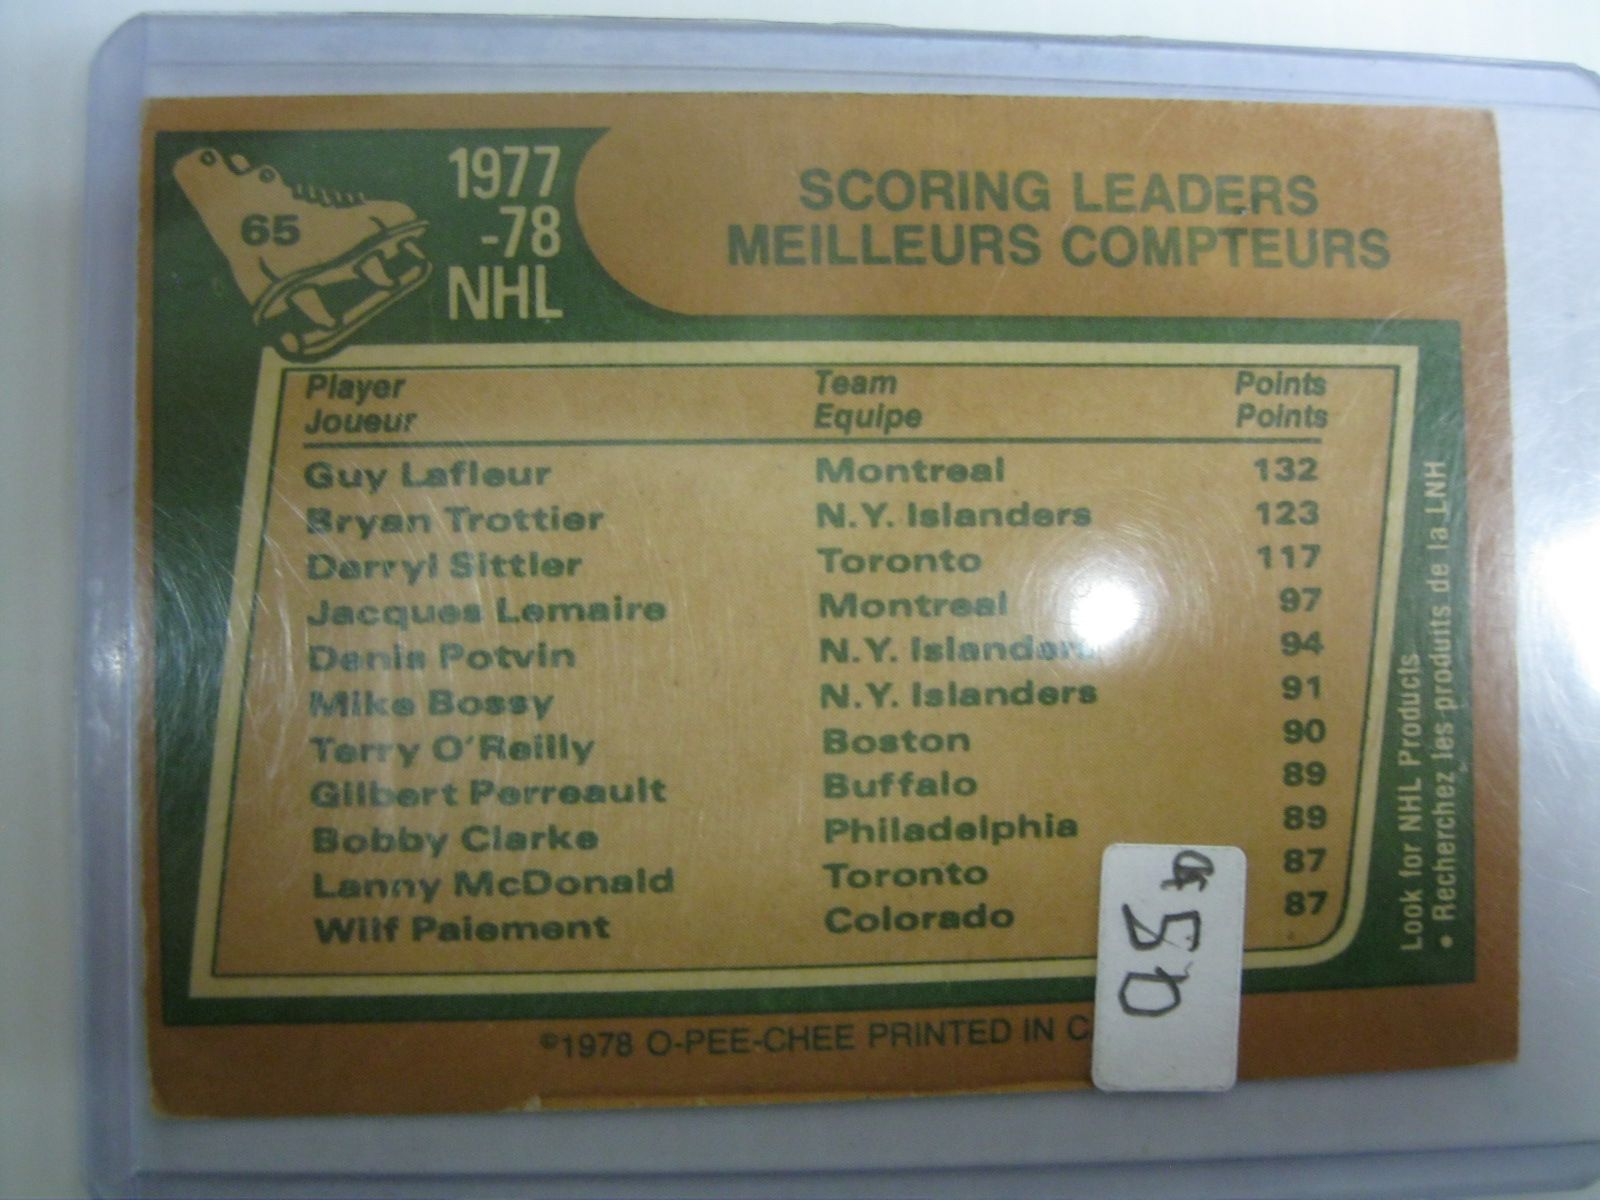 65
1977
-78
NHL
SCORING LEADERS
MEILLEURS COMPTEURS
Player Team Points
Joueur Equipe Points
Guy Lafleur Montreal 132
Bryan Trottier N.Y. Islanders 123
Darryl Sittler Toronto 117
Jacques Lemaire Montreal 97
Denis Potvin N.Y. Islanders 94
Mike Bossy N.Y. Islanders 91
Terry O'Reilly Boston 90
Gilbert Perreault Buffalo 89
Bobby Clarke Philadelphia 89
Lanny McDonald Toronto 87
Wilf Paiement Colorado 87
Look for NHL Products
• Recherchez les produits de la LNH
©1978 O-PEE-CHEE PRINTED IN